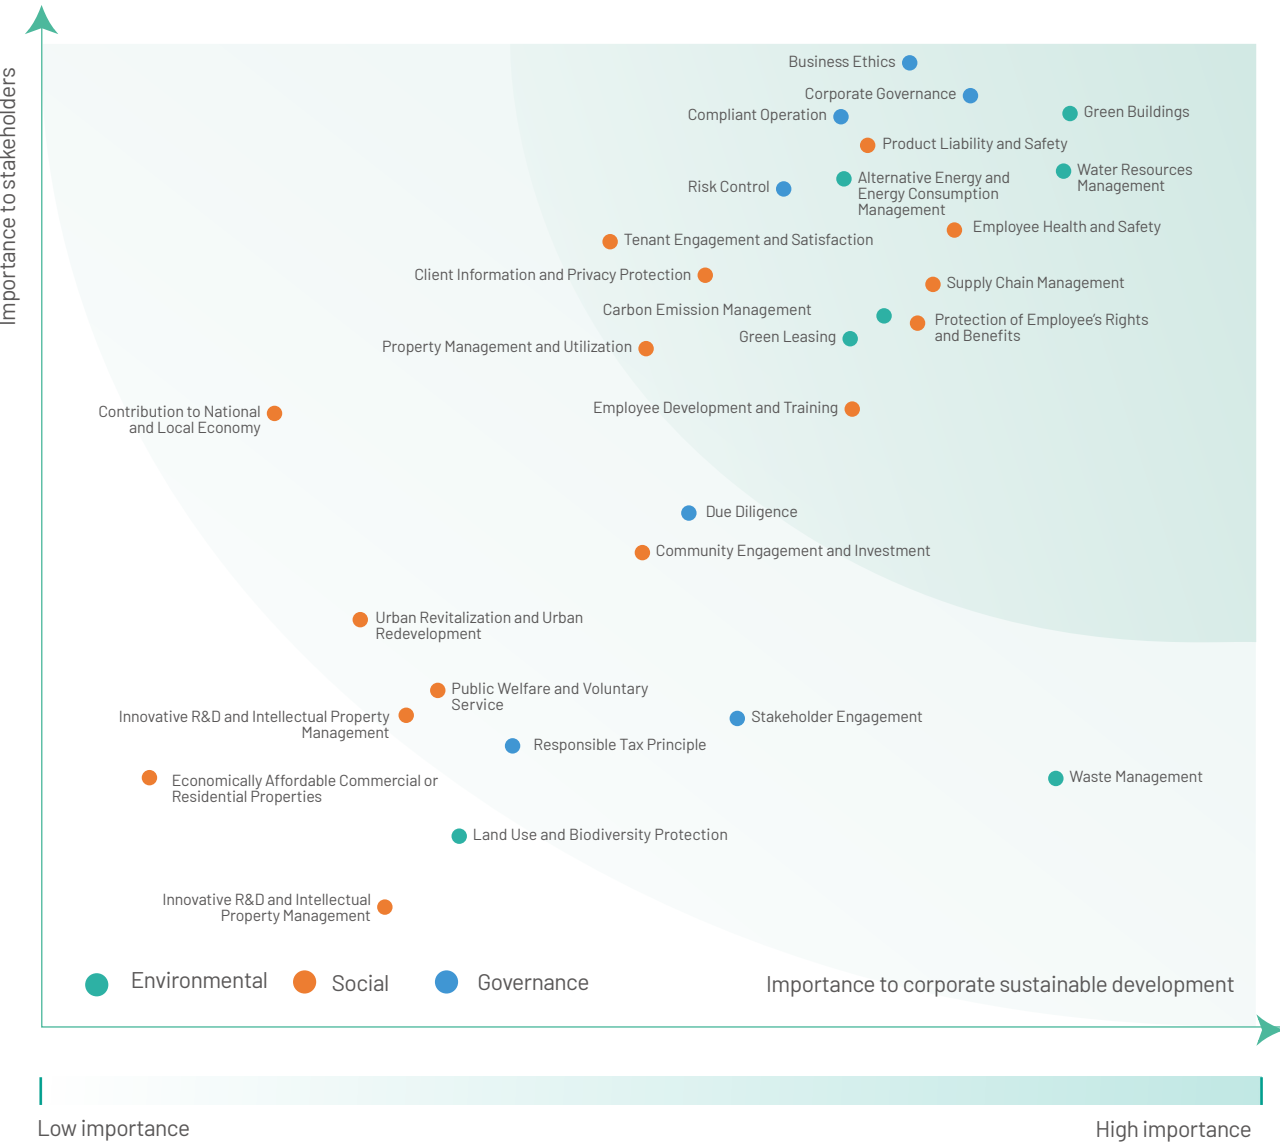 Importance to stakeholders
Business Ethics
Corporate Governance
Compliant Operation
Green Buildings
Product Liability and Safety
Water Resources
Management
Alternative Energy and
Energy Consumption
Management
Risk Control
Employee Health and Safety
Tenant Engagement and Satisfaction
Client Information and Privacy Protection
Supply Chain Management
Carbon Emission Management
Protection of Employee's Rights
and Benefits
Green Leasing
Property Management and Utilization
Contribution to National
and Local Economy
Employee Development and Training
Due Diligence
Community Engagement and Investment
Urban Revitalization and Urban
Redevelopment
Public Welfare and Voluntary
Service
Innovative R&D and Intellectual Property
Management
Stakeholder Engagement
Responsible Tax Principle
Economically Affordable Commercial or
Residential Properties
Waste Management
Land Use and Biodiversity Protection
Innovative R&D and Intellectual
Property Management
Environmental
Social
Governance
Importance to corporate sustainable development
Low importance
High importance